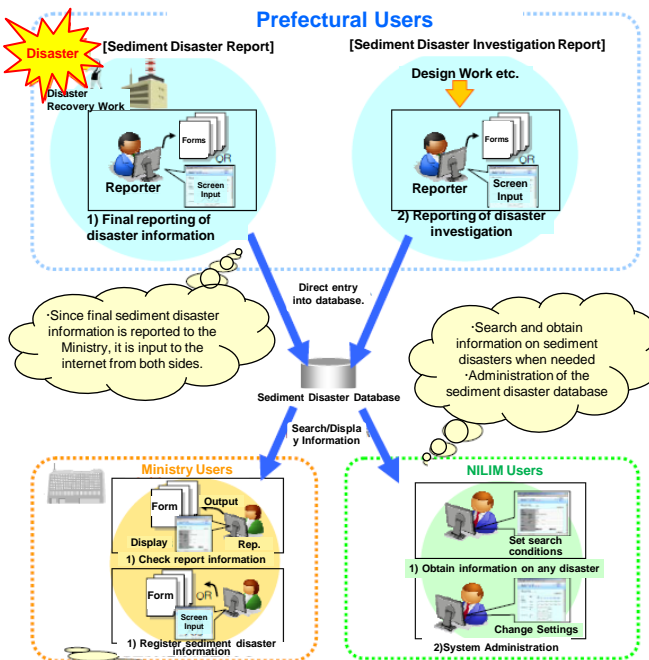 Prefectural Users
Disaster
[Sediment Disaster Report]
[Sediment Disaster Investigation Report]
Disaster
Recovery Work
Design Work etc.
Forms
OR
Reporter
Screen
Input
1) Final reporting of
disaster information
Forms
OR
Reporter
Screen
Input
2) Reporting of disaster
investigation
Direct entry
into database.
·Since final sediment disaster
information is reported to the
Ministry, it is input to the
internet from both sides.
·Search and obtain
information on sediment
disasters when needed
·Administration of the
sediment disaster database
Sediment Disaster Database
Search/Displa
y Information
Ministry Users
Form
Output
Display
Rep.
1) Check report information
Form
OR
Screen
Input
1) Register sediment disaster
information
NILIM Users
Set search
conditions
1) Obtain information on any disaster
Change Settings
2)System Administration